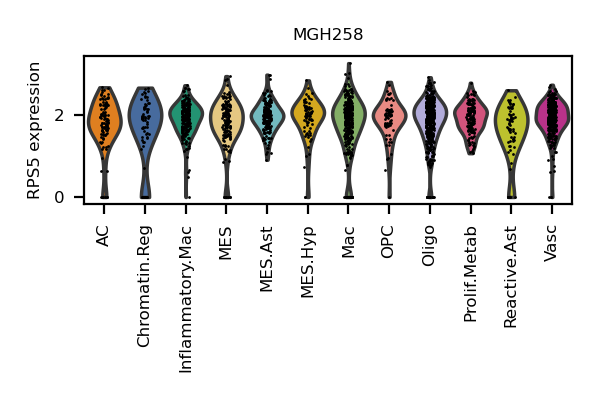 MGH258
RPS5 expression
2
0
AC
Chromatin.Reg
Inflammatory.Mac
MES
MES.Ast
MES.Hyp
Mac
OPC
Oligo
Prolif.Metab
Reactive.Ast
Vasc